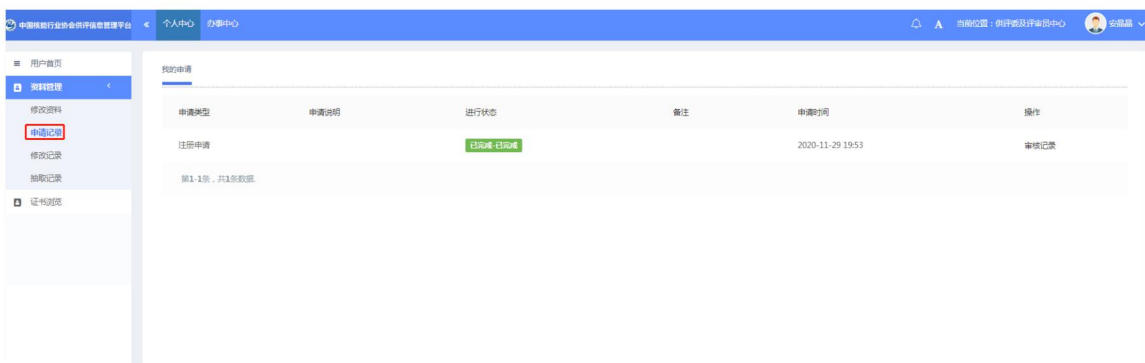 中国核能行业协会供评信息管理平台 « 个人中心 办事中心 A 当前位置：供评委及评审员中心 安晶晶
用户首页
资料管理
修改资料
申请记录
修改记录
抽取记录
证书浏览
我的申请
申请类型 申请说明 进行状态 备注 申请时间 操作
注册申请 已完成-已完成 2020-11-29 19:53 审核记录
第1-1条，共1条数据.